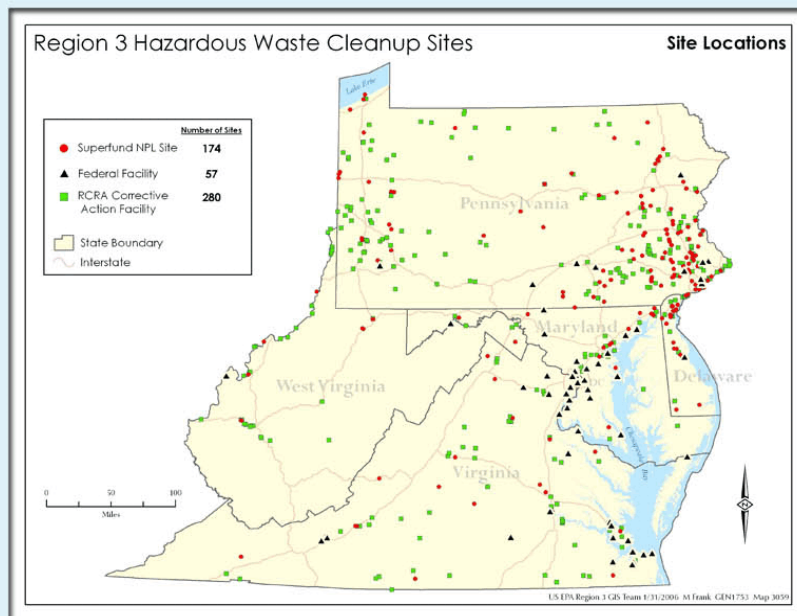 Region 3 Hazardous Waste Cleanup Sites
Site Locations
Lake Erie
Number of Sites
Superfund NPL Site 174
Federal Facility 57
RCRA Corrective
Action Facility 280
State Boundary
Interstate
Pennsylvania
Maryland
DC
Delaware
West Virginia
Chesapeake Bay
Virginia
0 50 100
Miles
N
US EPA Region 3 GIS Team 1/31/2006 M Frank GEN1753 Map 3059